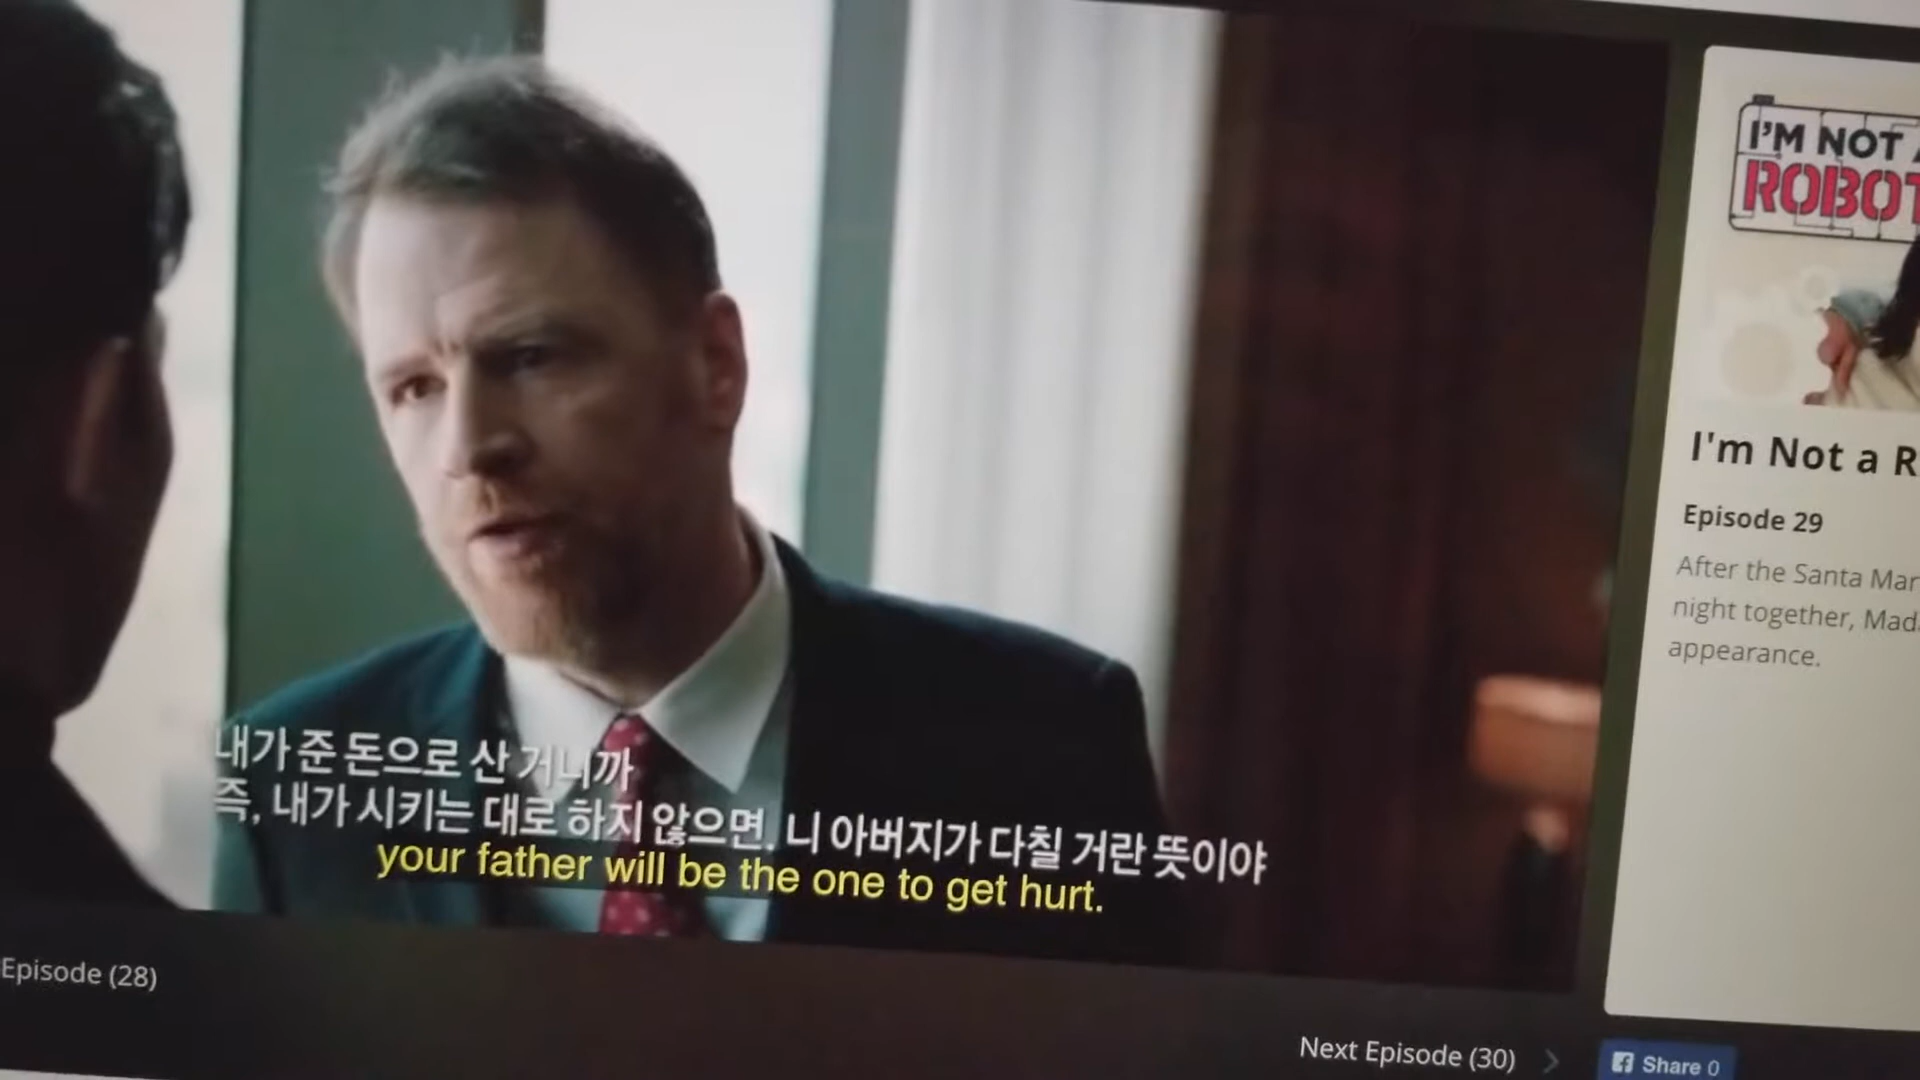 I'M NOT
ROBOT
I'm Not a
Episode 29
After the Santa
night together,
appearance.
내가 준 돈으로 산 거니까
즉, 내가 시키는 대로 하지 않으면, 니 아버지가 다칠 거란 뜻이야
your father will be the one to get hurt.
Episode (28)
Next Episode (30)
Share 0